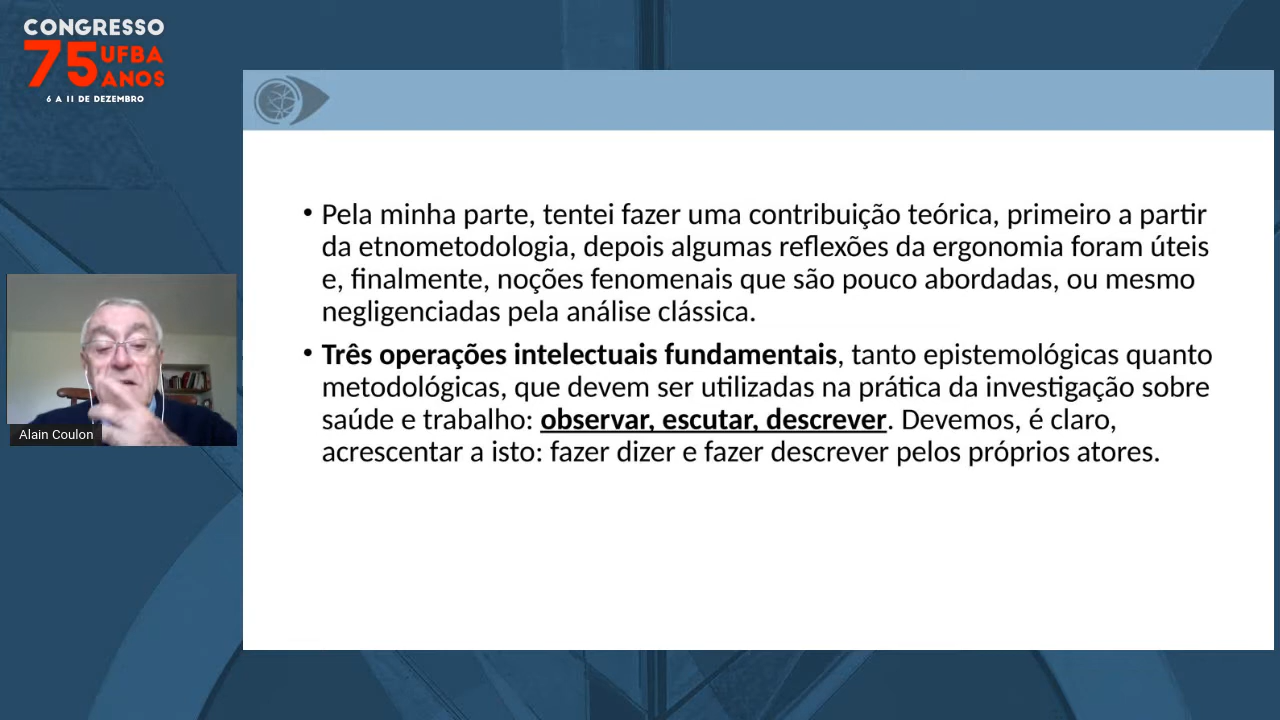 CONGRESSO
75 UFBA
ANOS
6 A 11 DE DEZEMBRO
• Pela minha parte, tentei fazer uma contribuição teórica, primeiro a partir
da etnometodologia, depois algumas reflexões da ergonomia foram úteis
e, finalmente, noções fenomenais que são pouco abordadas, ou mesmo
negligenciadas pela análise clássica.
• Três operações intelectuais fundamentais, tanto epistemológicas quanto
metodológicas, que devem ser utilizadas na prática da investigação sobre
saúde e trabalho: observar, escutar, descrever. Devemos, é claro,
acrescentar a isto: fazer dizer e fazer descrever pelos próprios atores.
Alain Coulon